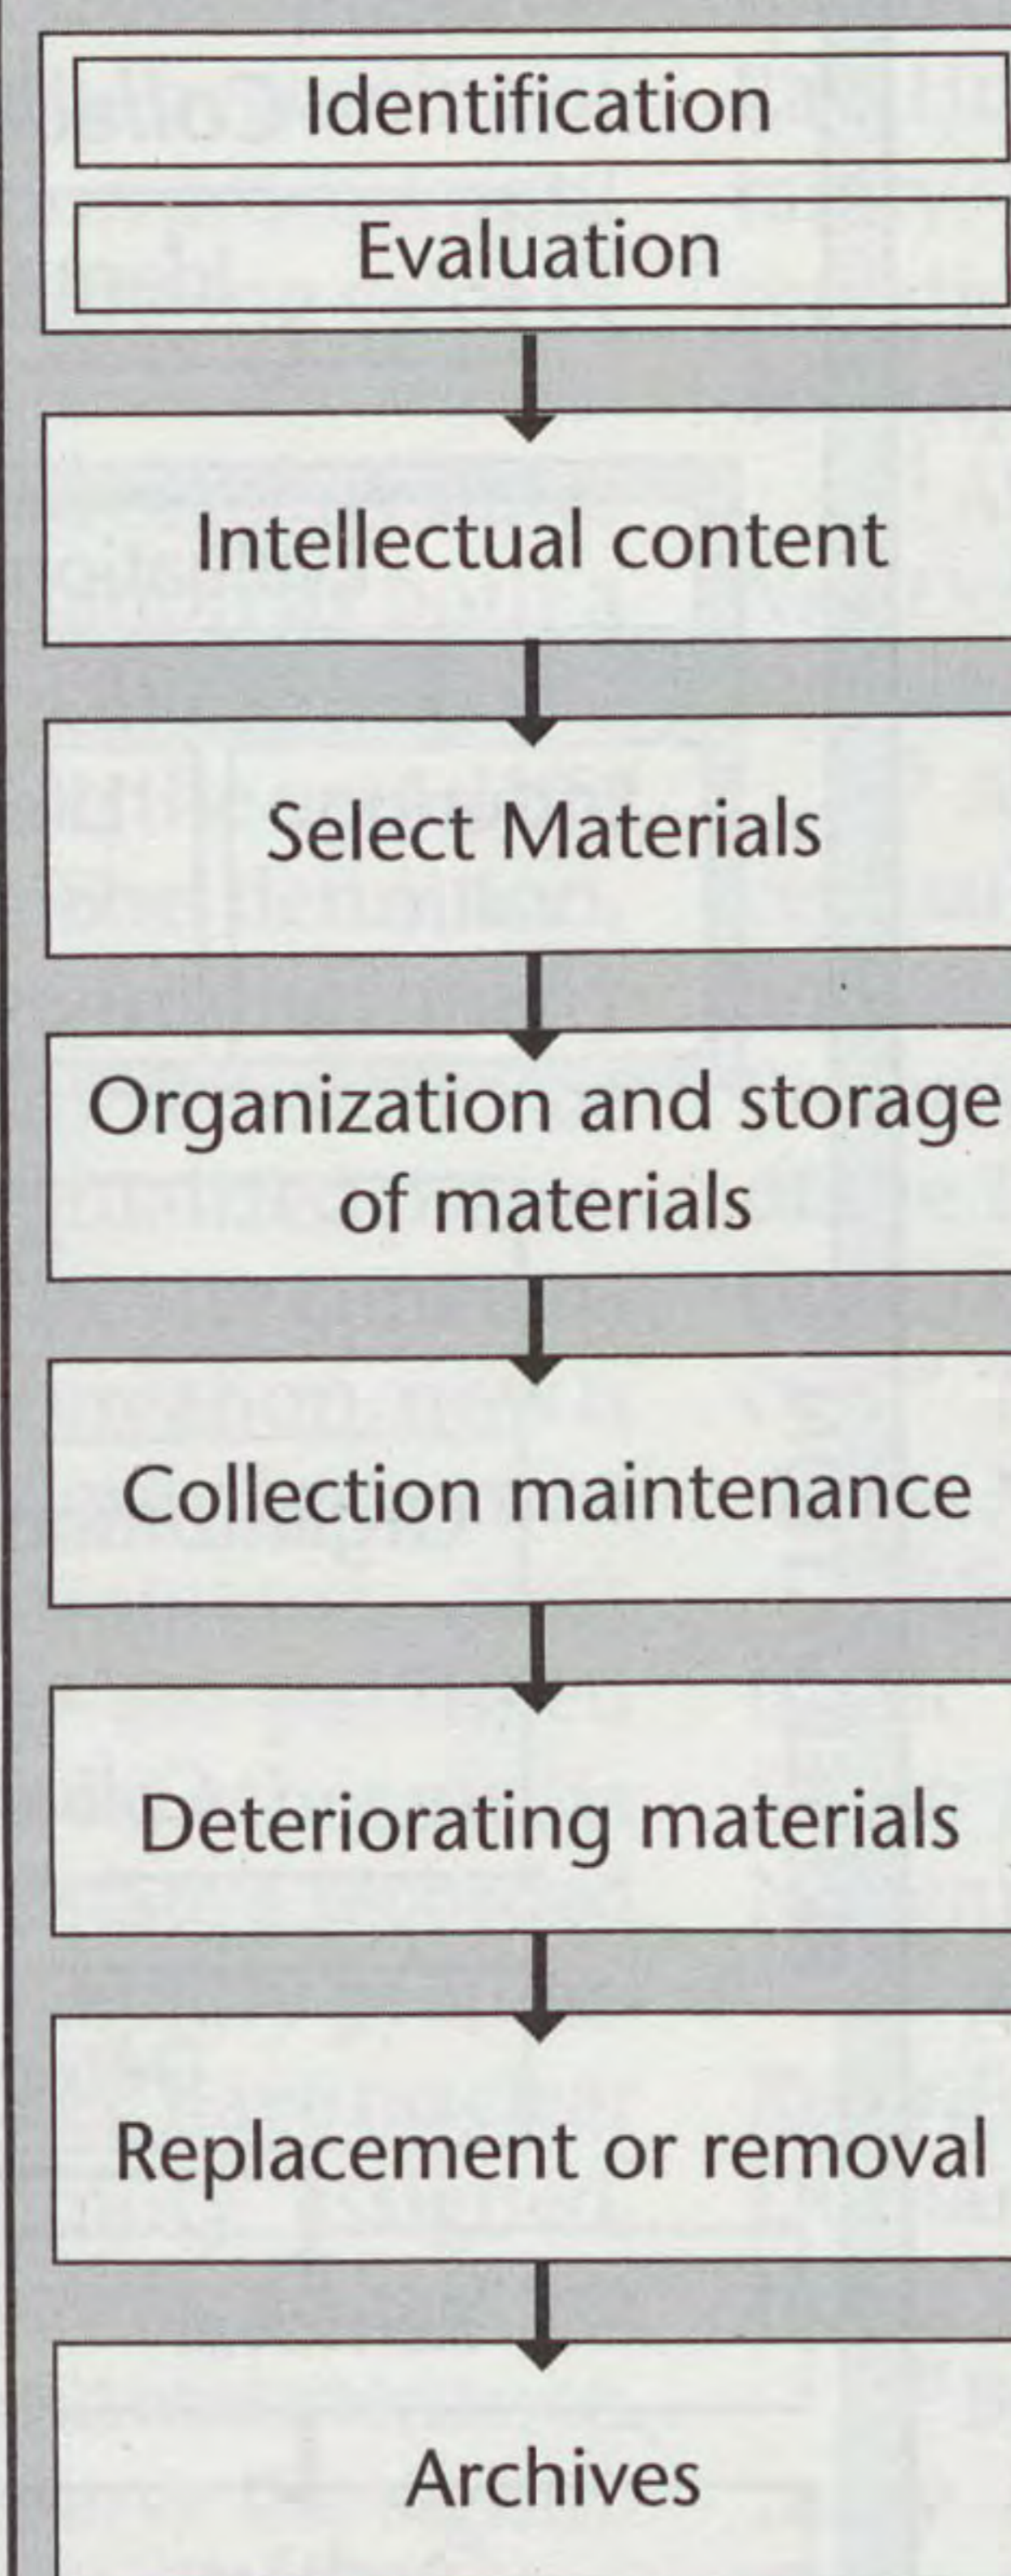 Identification
Evaluation
Intellectual content
Select Materials
Organization and storage
of materials
Collection maintenance
Deteriorating materials
Replacement or removal
Archives